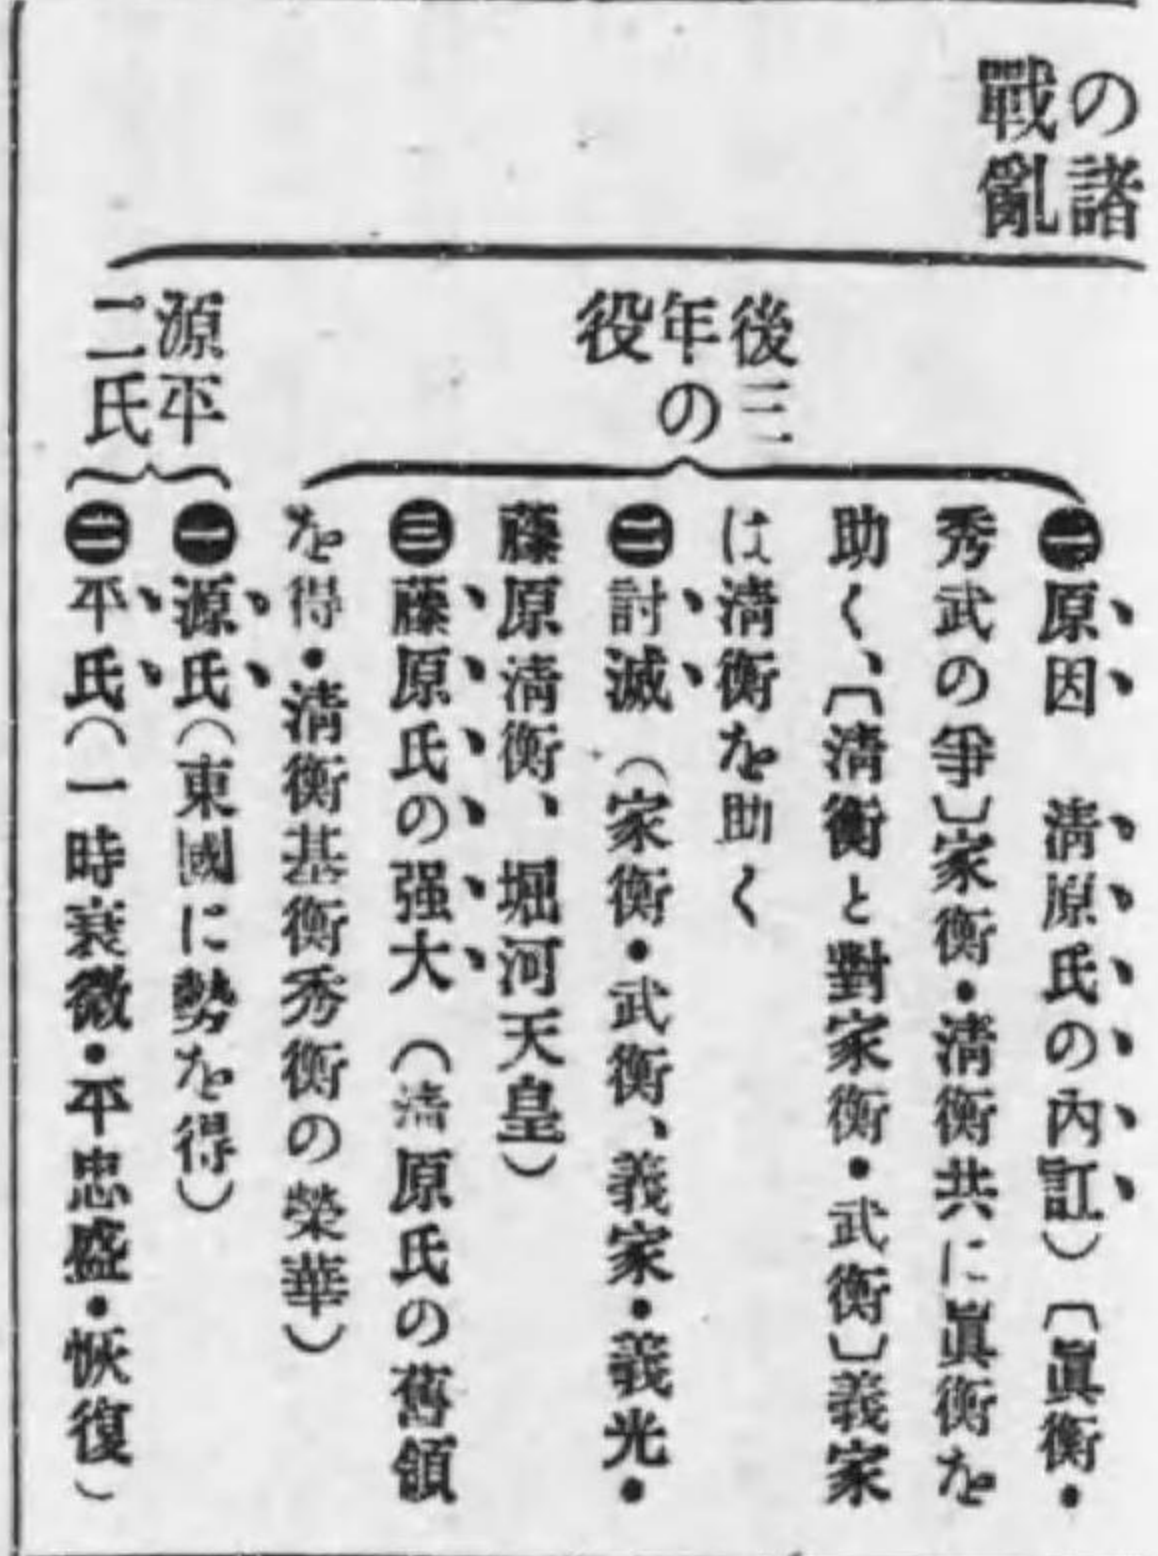 の諸
戰亂
後三
年の
役
㊀原因　淸原氏の內訌）〔眞衡・
秀武の爭〕家衡・淸衡共に眞衡を
助く、〔淸衡と對家衡・武衡〕義家
は淸衡を助く
㊁討滅（家衡・武衡、義家・義光・
藤原淸衡、堀河天皇）
㊂藤原氏の强大（淸原氏の舊領
を得・淸衡基衡秀衡の榮華）
源平
二氏
㊀源氏（東國に勢を得）
㊁平氏（一時衰微・平忠盛・恢復）